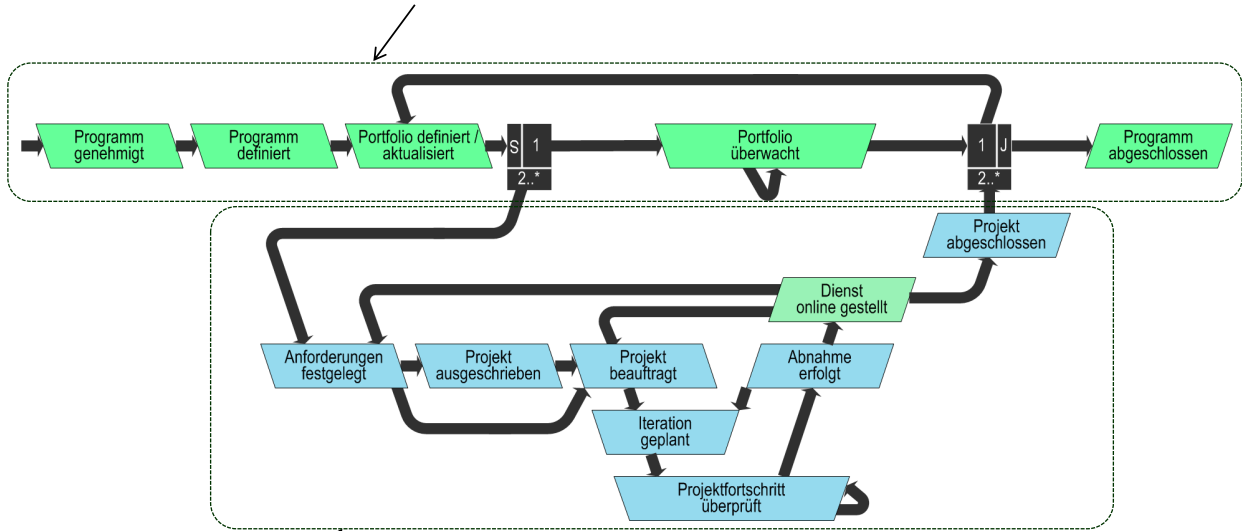 Programm
genehmigt
Programm
definiert
Portfolio definiert /
aktualisiert
S 1
2..*
Portfolio
überwacht
1 J
2..*
Programm
abgeschlossen
Projekt
abgeschlossen
Dienst
online gestellt
Anforderungen
festgelegt
Projekt
ausgeschrieben
Projekt
beauftragt
Abnahme
erfolgt
Iteration
geplant
Projektfortschritt
überprüft